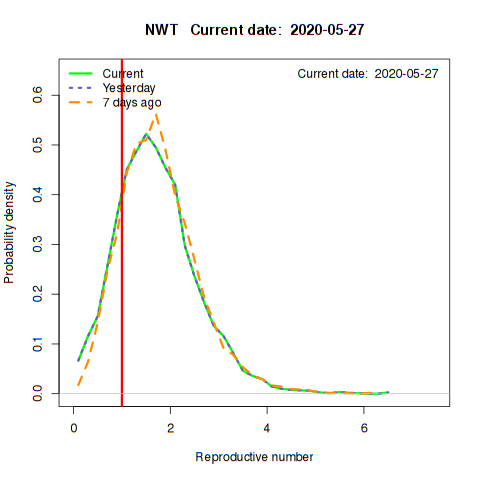 NWT Current date: 2020-05-27
Current
Yesterday
7 days ago
Current date: 2020-05-27
Probability density
0.6
0.5
0.4
0.3
0.2
0.1
0.0
0 2 4 6
Reproductive number